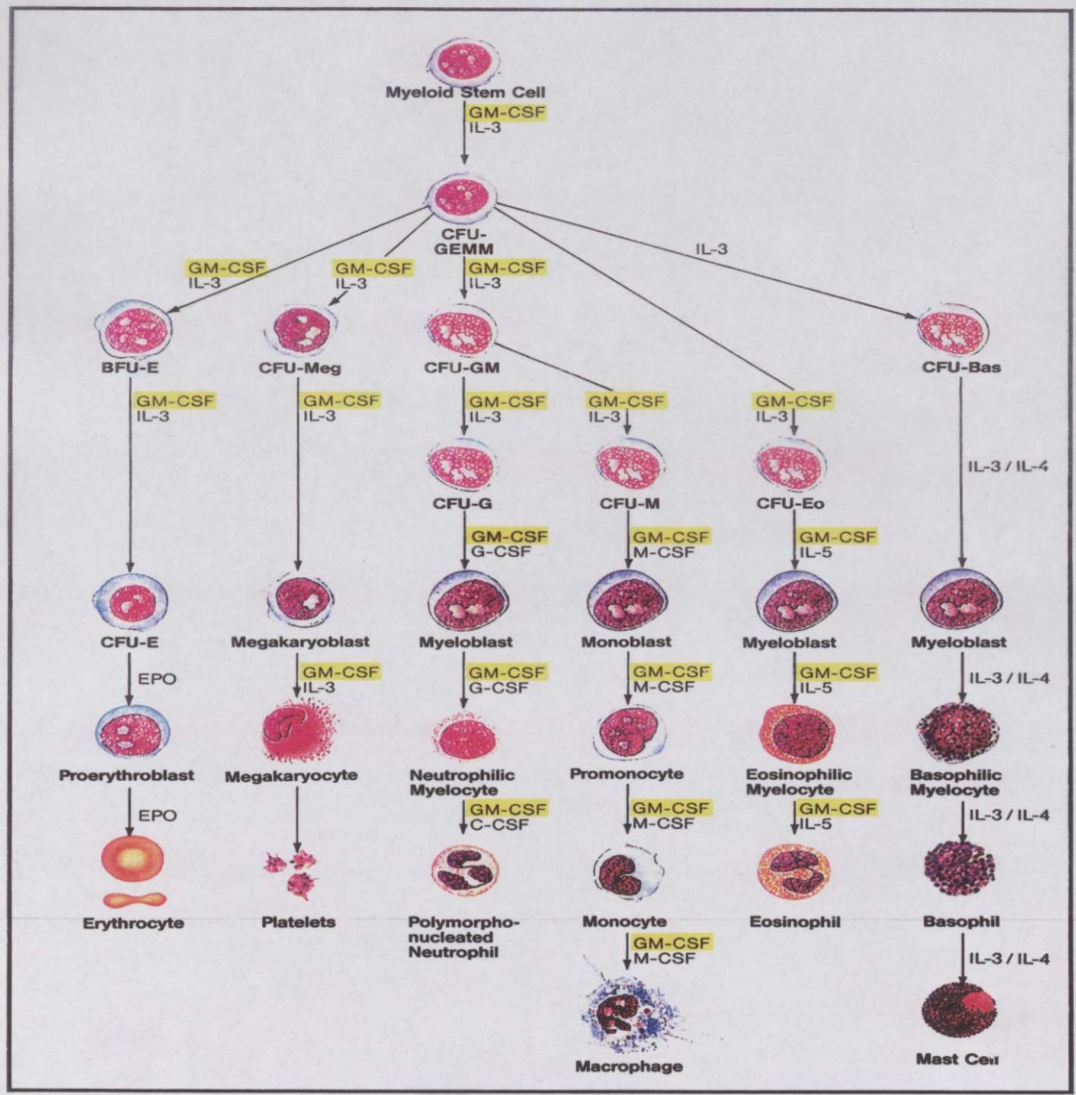 Myeloid Stem Cell
GM-CSF
IL-3
CFU-
GEMM
GM-CSF
IL-3
GM-CSF
IL-3
GM-CSF
IL-3
IL-3
BFU-E
CFU-Meg
CFU-GM
CFU-Bas
GM-CSF
IL-3
GM-CSF
IL-3
GM-CSF
IL-3
GM-CSF
IL-3
GM-CSF
IL-3
CFU-G
CFU-M
CFU-Eo
IL-3 / IL-4
GM-CSF
G-CSF
GM-CSF
M-CSF
GM-CSF
IL-5
CFU-E
Megakaryoblast
Myeloblast
Monoblast
Myeloblast
Myeloblast
EPO
GM-CSF
IL-3
GM-CSF
G-CSF
GM-CSF
M-CSF
GM-CSF
IL-5
IL-3 / IL-4
Proerythroblast
Megakaryocyte
Neutrophilic
Myelocyte
Promonocyte
Eosinophilic
Myelocyte
Basophilic
Myelocyte
EPO
GM-CSF
C-CSF
GM-CSF
M-CSF
GM-CSF
IL-5
IL-3 / IL-4
Erythrocyte
Platelets
Polymorpho-
nucleated
Neutrophil
Monocyte
Eosinophil
Basophil
GM-CSF
M-CSF
IL-3 / IL-4
Macrophage
Mast Cell